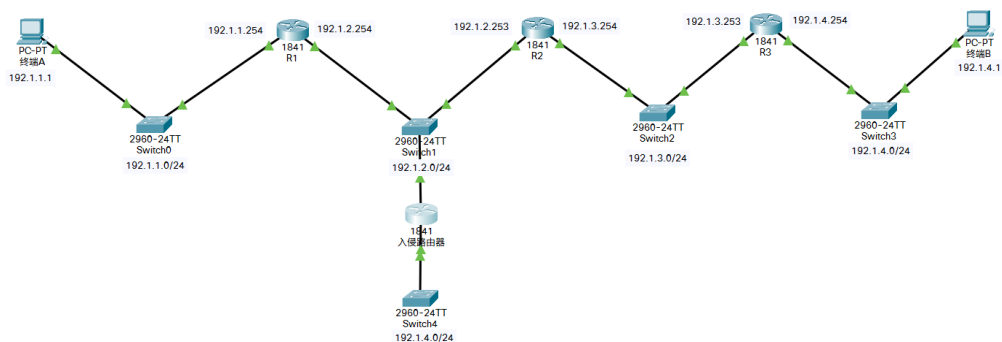 PC-PT
终端A
192.1.1.1
192.1.1.254
1841
R1
192.1.2.254
192.1.2.253
1841
R2
192.1.3.254
192.1.3.253
1841
R3
192.1.4.254
PC-PT
终端B
192.1.4.1
2960-24TT
Switch0
192.1.1.0/24
2960-24TT
Switch1
192.1.2.0/24
2960-24TT
Switch2
192.1.3.0/24
2960-24TT
Switch3
192.1.4.0/24
1841
入侵路由器
2960-24TT
Switch4
192.1.4.0/24